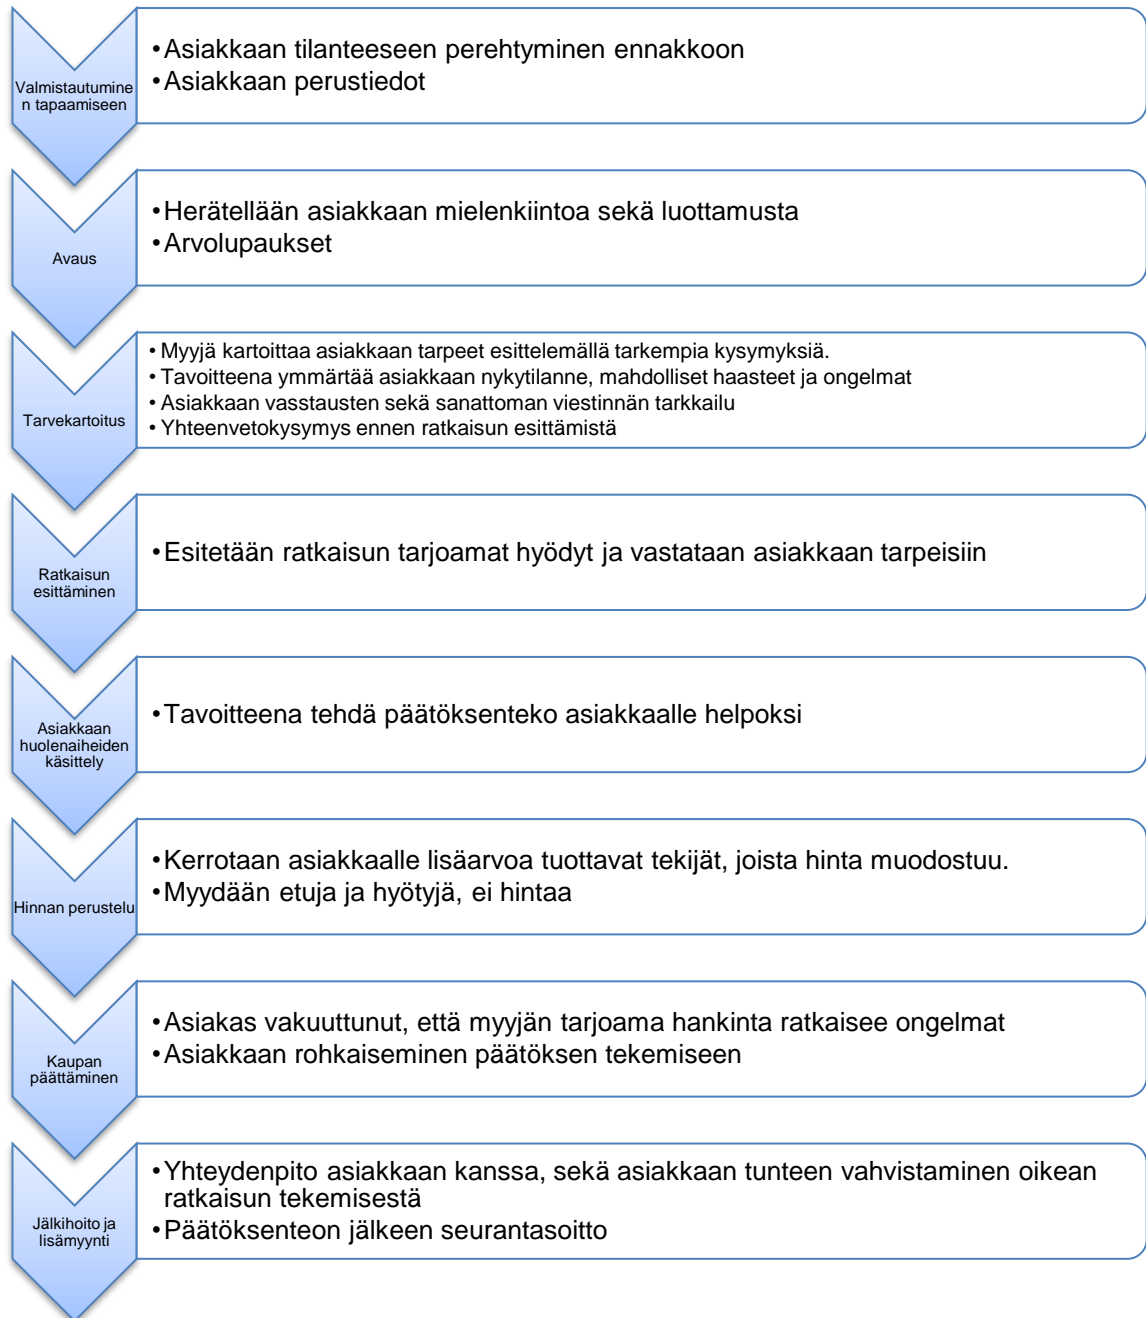 Valmistautumine
n tapaamiseen
•Asiakkaan tilanteeseen perehtyminen ennakkoon
•Asiakkaan perustiedot
Avaus
•Herätellään asiakkaan mielenkiintoa sekä luottamusta
•Arvolupaukset
Tarvekartoitus
• Myyjä kartoittaa asiakkaan tarpeet esittelemällä tarkempia kysymyksiä.
• Tavoitteena ymmärtää asiakkaan nykytilanne, mahdolliset haasteet ja ongelmat
• Asiakkaan vasstausten sekä sanattoman viestinnän tarkkailu
• Yhteenvetokysymys ennen ratkaisun esittämistä
Ratkaisun
esittäminen
•Esitetään ratkaisun tarjoamat hyödyt ja vastataan asiakkaan tarpeisiin
Asiakkaan
huolenaiheiden
käsittely
•Tavoitteena tehdä päätöksenteko asiakkaalle helpoksi
Hinnan perustelu
•Kerrotaan asiakkaalle lisäarvoa tuottavat tekijät, joista hinta muodostuu.
•Myydään etuja ja hyötyjä, ei hintaa
Kaupan
päättäminen
•Asiakas vakuuttunut, että myyjän tarjoama hankinta ratkaisee ongelmat
•Asiakkaan rohkaiseminen päätöksen tekemiseen
Jälkihoito ja
lisämyynti
•Yhteydenpito asiakkaan kanssa, sekä asiakkaan tunteen vahvistaminen oikean
ratkaisun tekemisestä
•Päätöksenteon jälkeen seurantasoitto